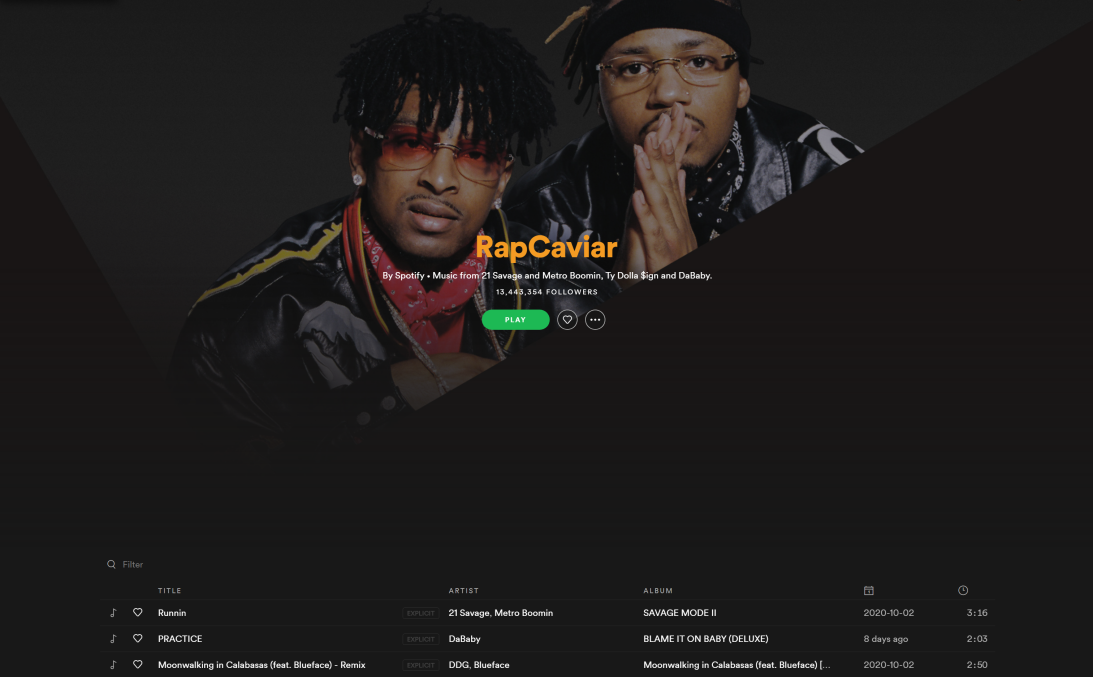 RapCaviar
By Spotify • Music from 21 Savage and Metro Boomin, Ty Dolla $ign and DaBaby.
13,443,354 FOLLOWERS
PLAY
Filter
TITLE ARTIST ALBUM
Runnin EXPLICIT 21 Savage, Metro Boomin SAVAGE MODE II 2020-10-02 3:16
PRACTICE EXPLICIT DaBaby BLAME IT ON BABY (DELUXE) 8 days ago 2:03
Moonwalking in Calabasas (feat. Blueface) - Remix EXPLICIT DDG, Blueface Moonwalking in Calabasas (feat. Blueface) [... 2020-10-02 2:50